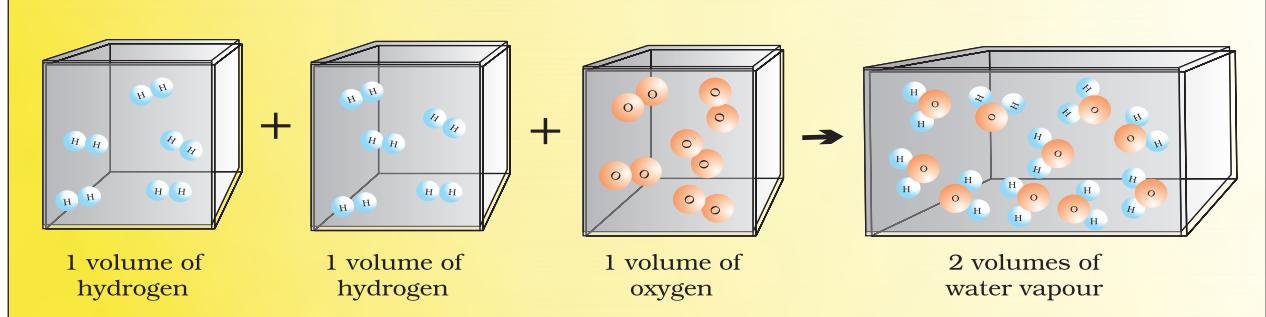 H H
H H
H H
H H
H H
+
H H
H H
H H
H H
H H
+
O O
O O
O O
O O
O O
H O H
H O H
H O H
H O H
H O H
H O H
H O H
H O H
H O H
H O H
1 volume of
hydrogen
1 volume of
hydrogen
1 volume of
oxygen
2 volumes of
water vapour